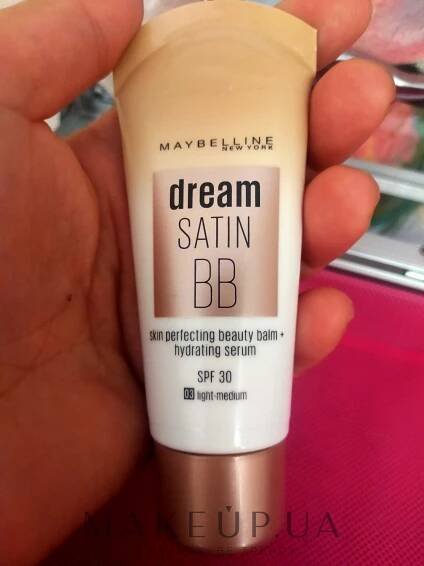 MAYBELLINE
NEW YORK
dream
SATIN
BB
skin perfecting beauty balm +
hydrating serum
SPF 30
03 light-medium
MAKEUP.UA